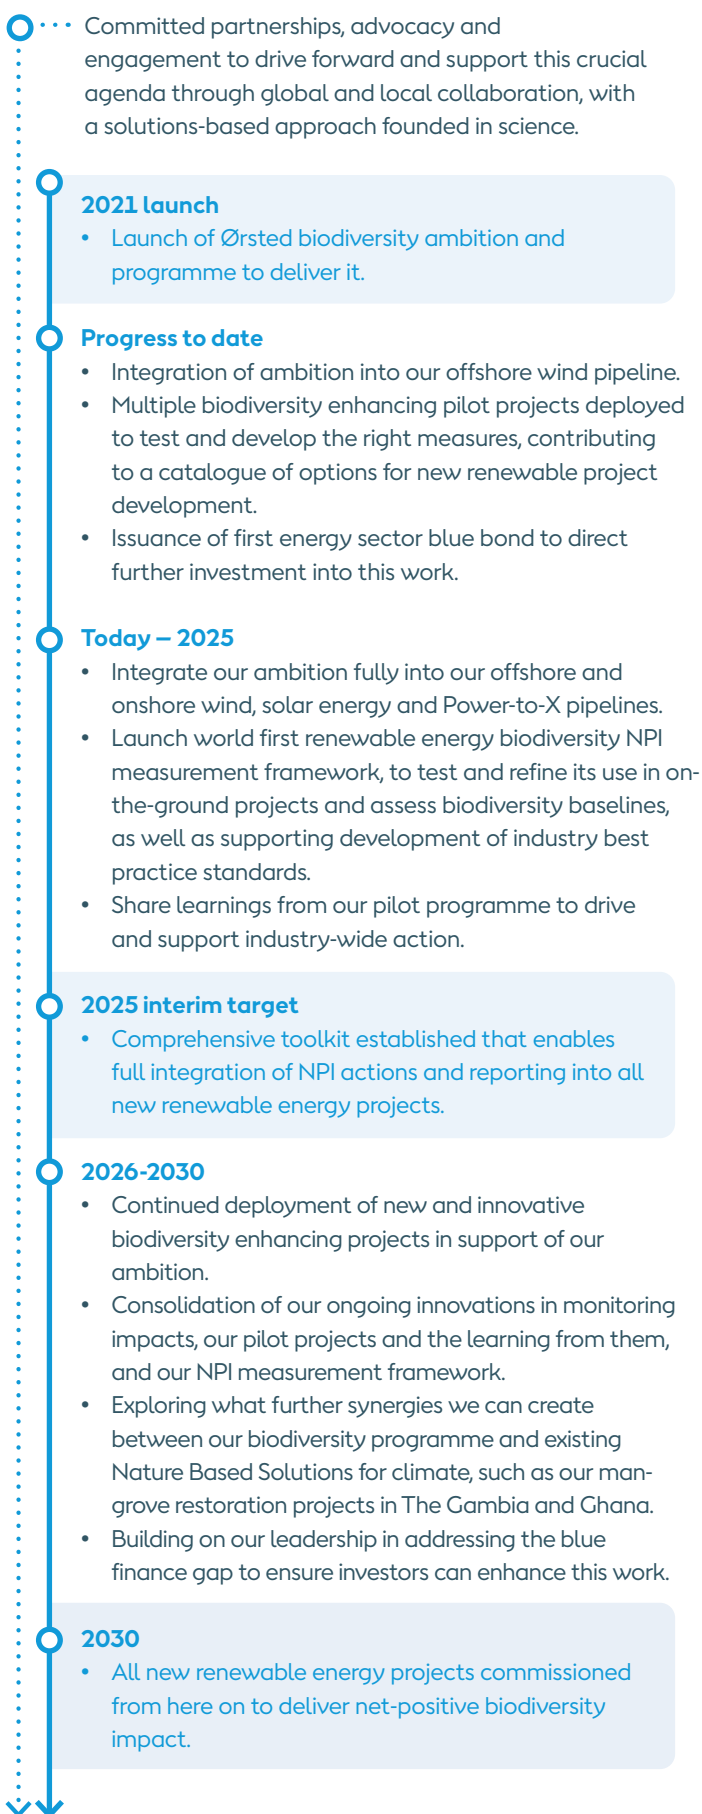 Committed partnerships, advocacy and
engagement to drive forward and support this crucial
agenda through global and local collaboration, with
a solutions-based approach founded in science.
2021 launch
• Launch of Ørsted biodiversity ambition and
programme to deliver it.
Progress to date
• Integration of ambition into our offshore wind pipeline.
• Multiple biodiversity enhancing pilot projects deployed
to test and develop the right measures, contributing
to a catalogue of options for new renewable project
development.
• Issuance of first energy sector blue bond to direct
further investment into this work.
Today – 2025
• Integrate our ambition fully into our offshore and
onshore wind, solar energy and Power-to-X pipelines.
• Launch world first renewable energy biodiversity NPI
measurement framework, to test and refine its use in on-
the-ground projects and assess biodiversity baselines,
as well as supporting development of industry best
practice standards.
• Share learnings from our pilot programme to drive
and support industry-wide action.
2025 interim target
• Comprehensive toolkit established that enables
full integration of NPI actions and reporting into all
new renewable energy projects.
2026-2030
• Continued deployment of new and innovative
biodiversity enhancing projects in support of our
ambition.
• Consolidation of our ongoing innovations in monitoring
impacts, our pilot projects and the learning from them,
and our NPI measurement framework.
• Exploring what further synergies we can create
between our biodiversity programme and existing
Nature Based Solutions for climate, such as our man-
grove restoration projects in The Gambia and Ghana.
• Building on our leadership in addressing the blue
finance gap to ensure investors can enhance this work.
2030
• All new renewable energy projects commissioned
from here on to deliver net-positive biodiversity
impact.